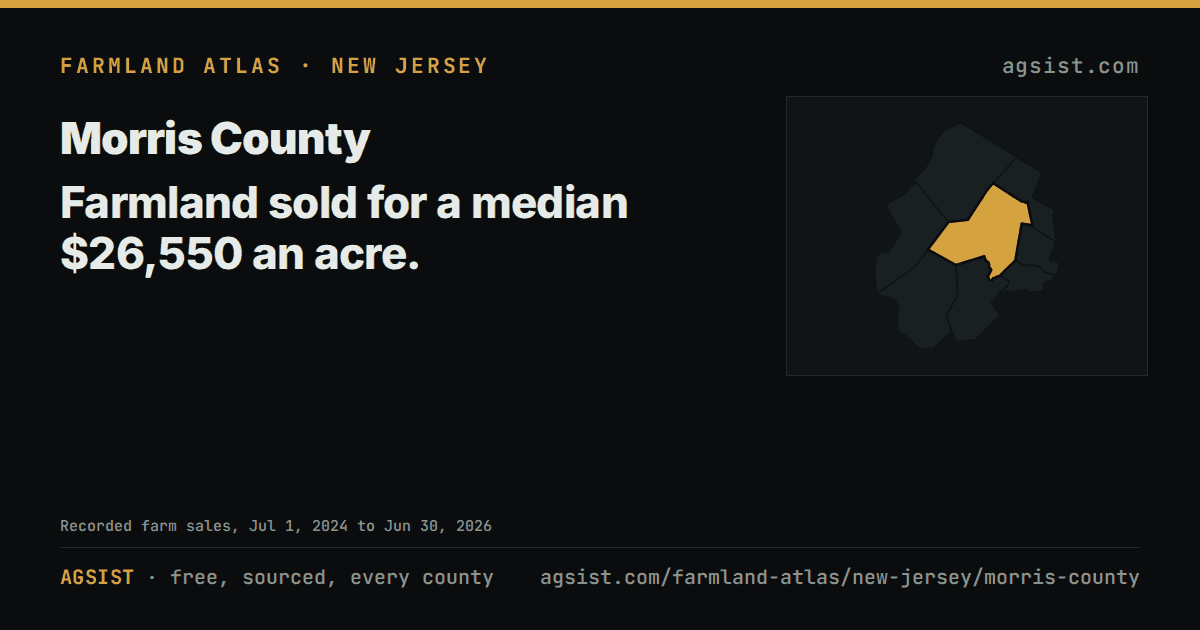 FARMLAND ATLAS · NEW JERSEY
agsist.com
Morris County
Farmland sold for a median
$26,550 an acre.
Recorded farm sales, Jul 1, 2024 to Jun 30, 2026
AGSIST · free, sourced, every county
agsist.com/farmland-atlas/new-jersey/morris-county